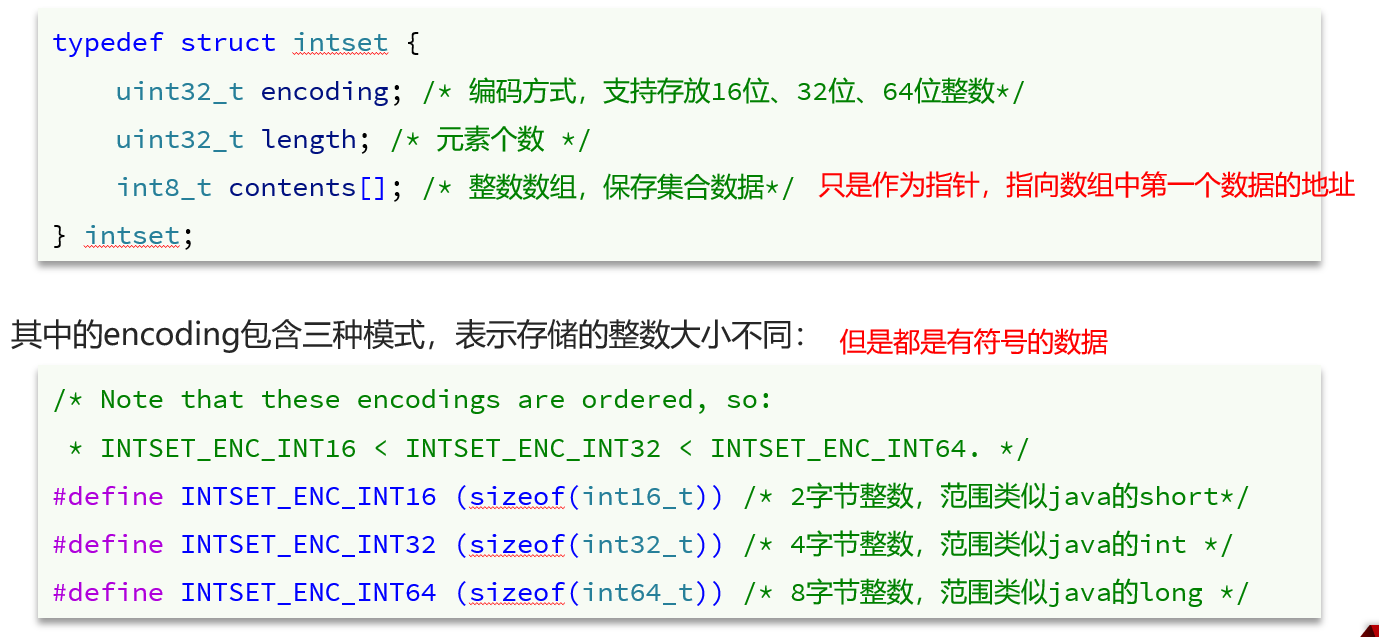 typedef struct intset {
    uint32_t encoding; /* 编码方式，支持存放16位、32位、64位整数*/
    uint32_t length; /* 元素个数 */
    int8_t contents[]; /* 整数数组，保存集合数据*/ 只是作为指针，指向数组中第一个数据的地址
} intset;
其中的encoding包含三种模式，表示存储的整数大小不同： 但是都是有符号的数据
/* Note that these encodings are ordered, so:
 * INTSET_ENC_INT16 < INTSET_ENC_INT32 < INTSET_ENC_INT64. */
#define INTSET_ENC_INT16 (sizeof(int16_t)) /* 2字节整数，范围类似java的short*/
#define INTSET_ENC_INT32 (sizeof(int32_t)) /* 4字节整数，范围类似java的int */
#define INTSET_ENC_INT64 (sizeof(int64_t)) /* 8字节整数，范围类似java的long */